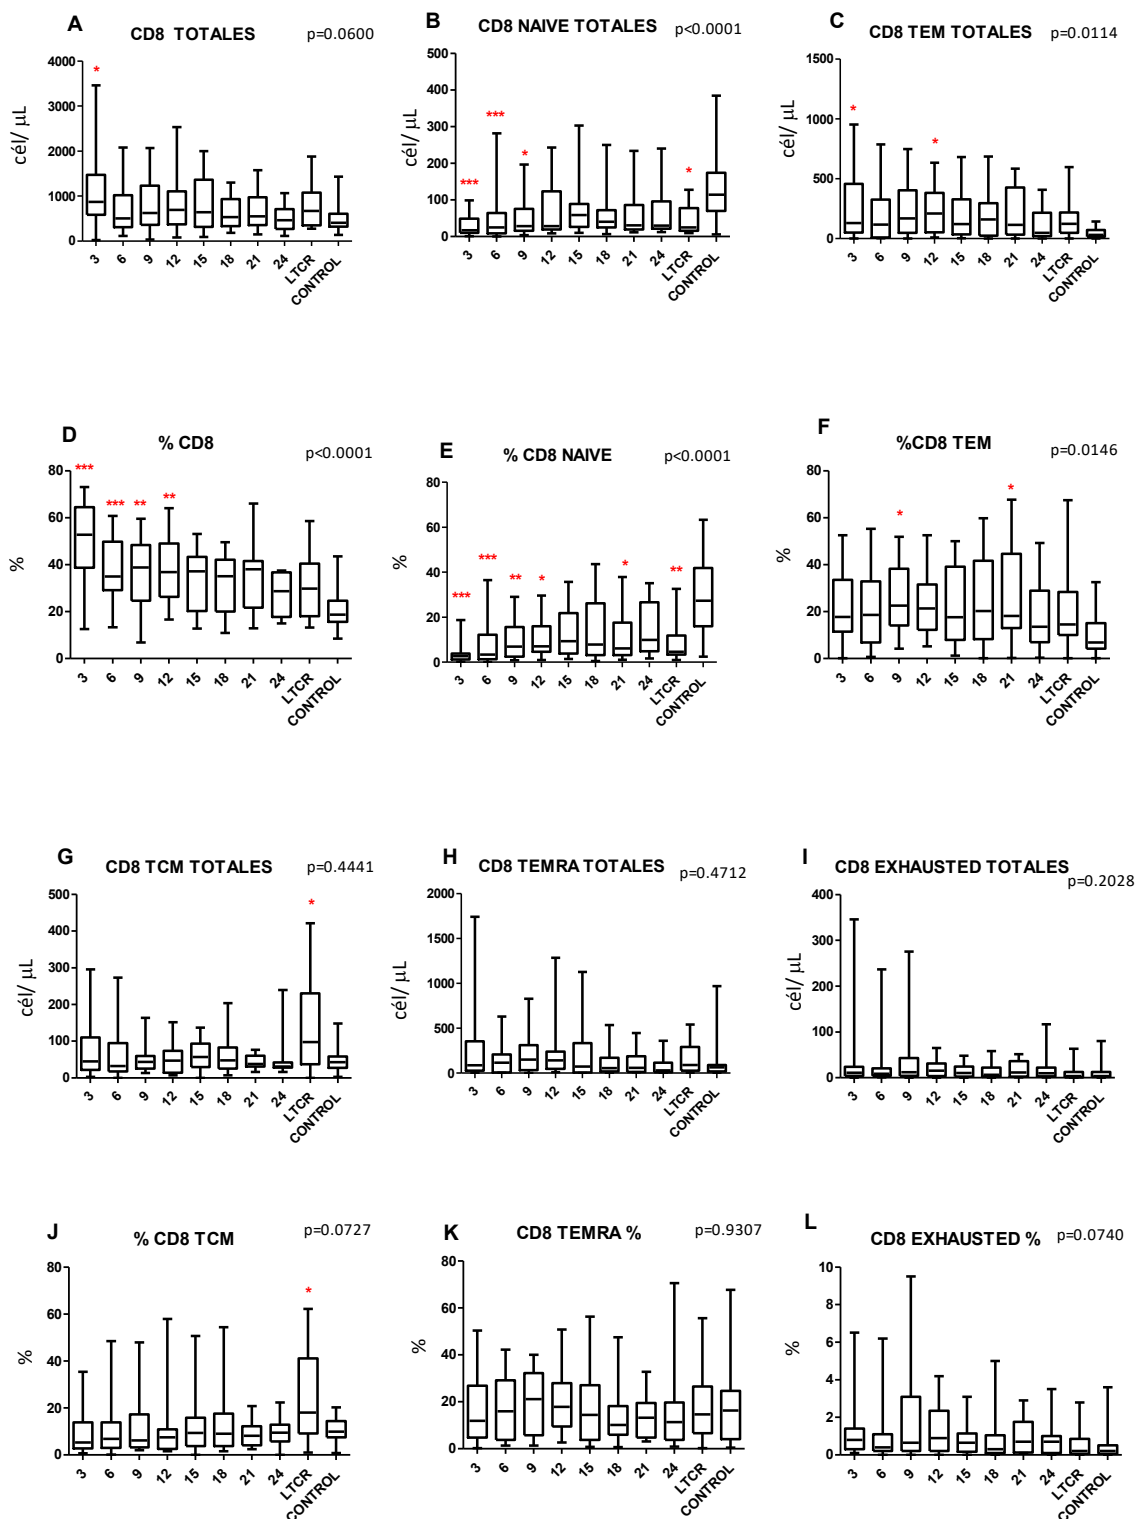 A
CD8 TOTALES
p=0.0600
*
cél/ µL
4000
3000
2000
1000
0
3 6 9 12 15 18 21 24 LTCR CONTROL
B
CD8 NAIVE TOTALES
p<0.0001
*** *** * *
500
400
300
200
100
0
3 6 9 12 15 18 21 24 LTCR CONTROL
C
CD8 TEM TOTALES
p=0.0114
* *
1500
1000
500
0
3 6 9 12 15 18 21 24 LTCR CONTROL
D
% CD8
p<0.0001
*** *** ** **
%
80
60
40
20
0
3 6 9 12 15 18 21 24 LTCR CONTROL
E
% CD8 NAIVE
p<0.0001
*** *** ** * * **
80
60
40
20
0
3 6 9 12 15 18 21 24 LTCR CONTROL
F
%CD8 TEM
p=0.0146
* *
%
80
60
40
20
0
3 6 9 12 15 18 21 24 LTCR CONTROL
G
CD8 TCM TOTALES
p=0.4441
*
cél/ µL
500
400
300
200
100
0
3 6 9 12 15 18 21 24 LTCR CONTROL
H
CD8 TEMRA TOTALES
p=0.4712
cél/ µL
2000
1500
1000
500
0
3 6 9 12 15 18 21 24 LTCR CONTROL
I
CD8 EXHAUSTED TOTALES
p=0.2028
cél/ µL
400
300
200
100
0
3 6 9 12 15 18 21 24 LTCR CONTROL
J
% CD8 TCM
p=0.0727
*
%
80
60
40
20
0
3 6 9 12 15 18 21 24 LTCR CONTROL
K
CD8 TEMRA %
p=0.9307
%
80
60
40
20
0
3 6 9 12 15 18 21 24 LTCR CONTROL
L
CD8 EXHAUSTED %
p=0.0740
%
10
8
6
4
2
0
3 6 9 12 15 18 21 24 LTCR CONTROL